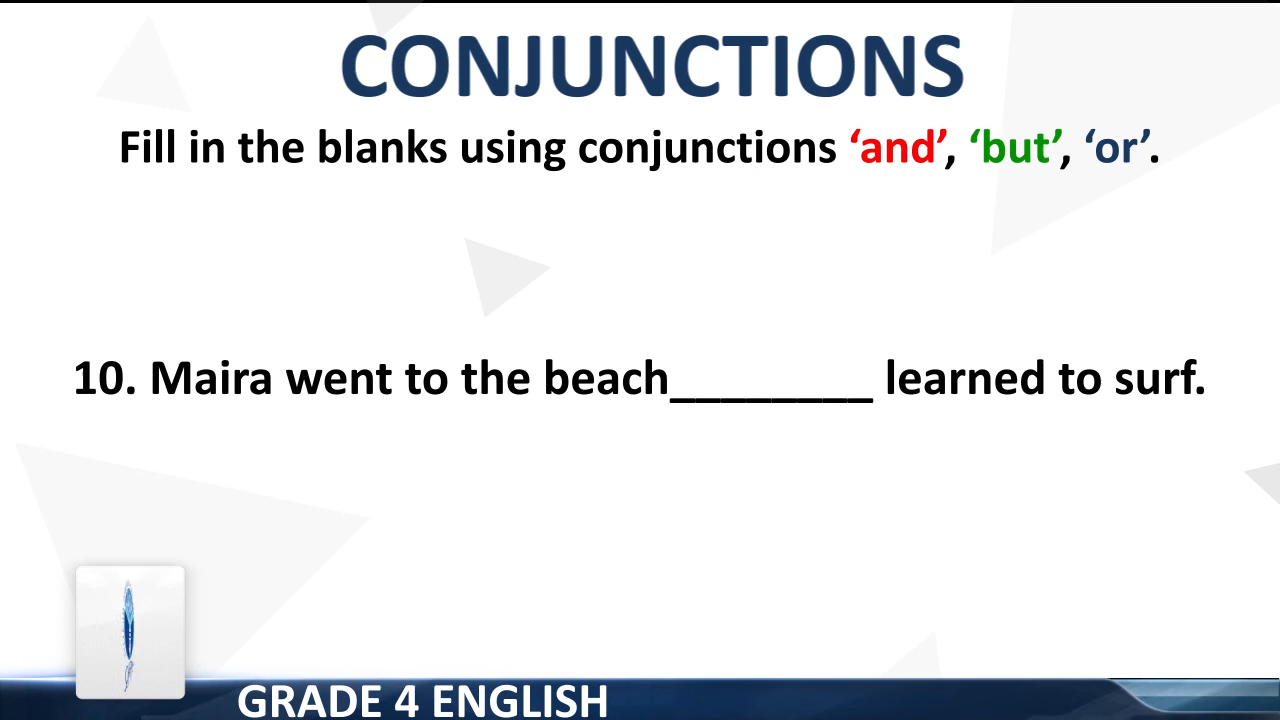 CONJUNCTIONS
Fill in the blanks using conjunctions ‘and’, ‘but’, ‘or’.
10. Maira went to the beach________ learned to surf.
GRADE 4 ENGLISH